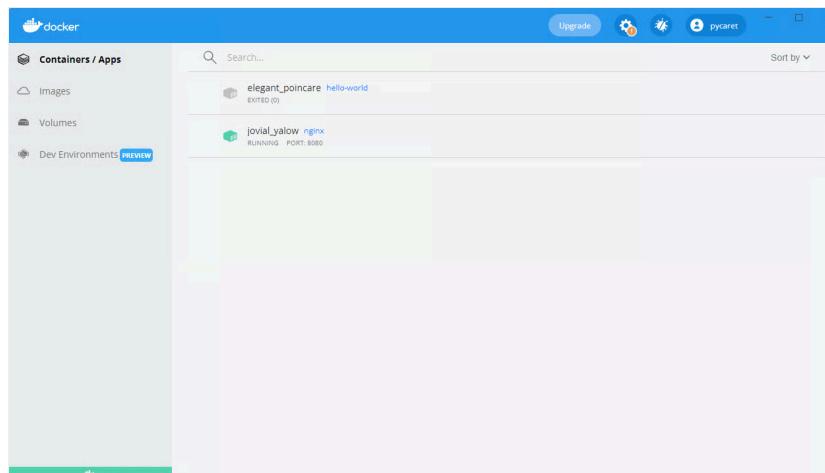 docker
Upgrade
pycaret
Containers / Apps
Images
Volumes
Dev Environments PREVIEW
Search...
Sort by
elegant_poincare hello-world
EXITED (0)
jovial_yalow nginx
RUNNING PORT: 8080